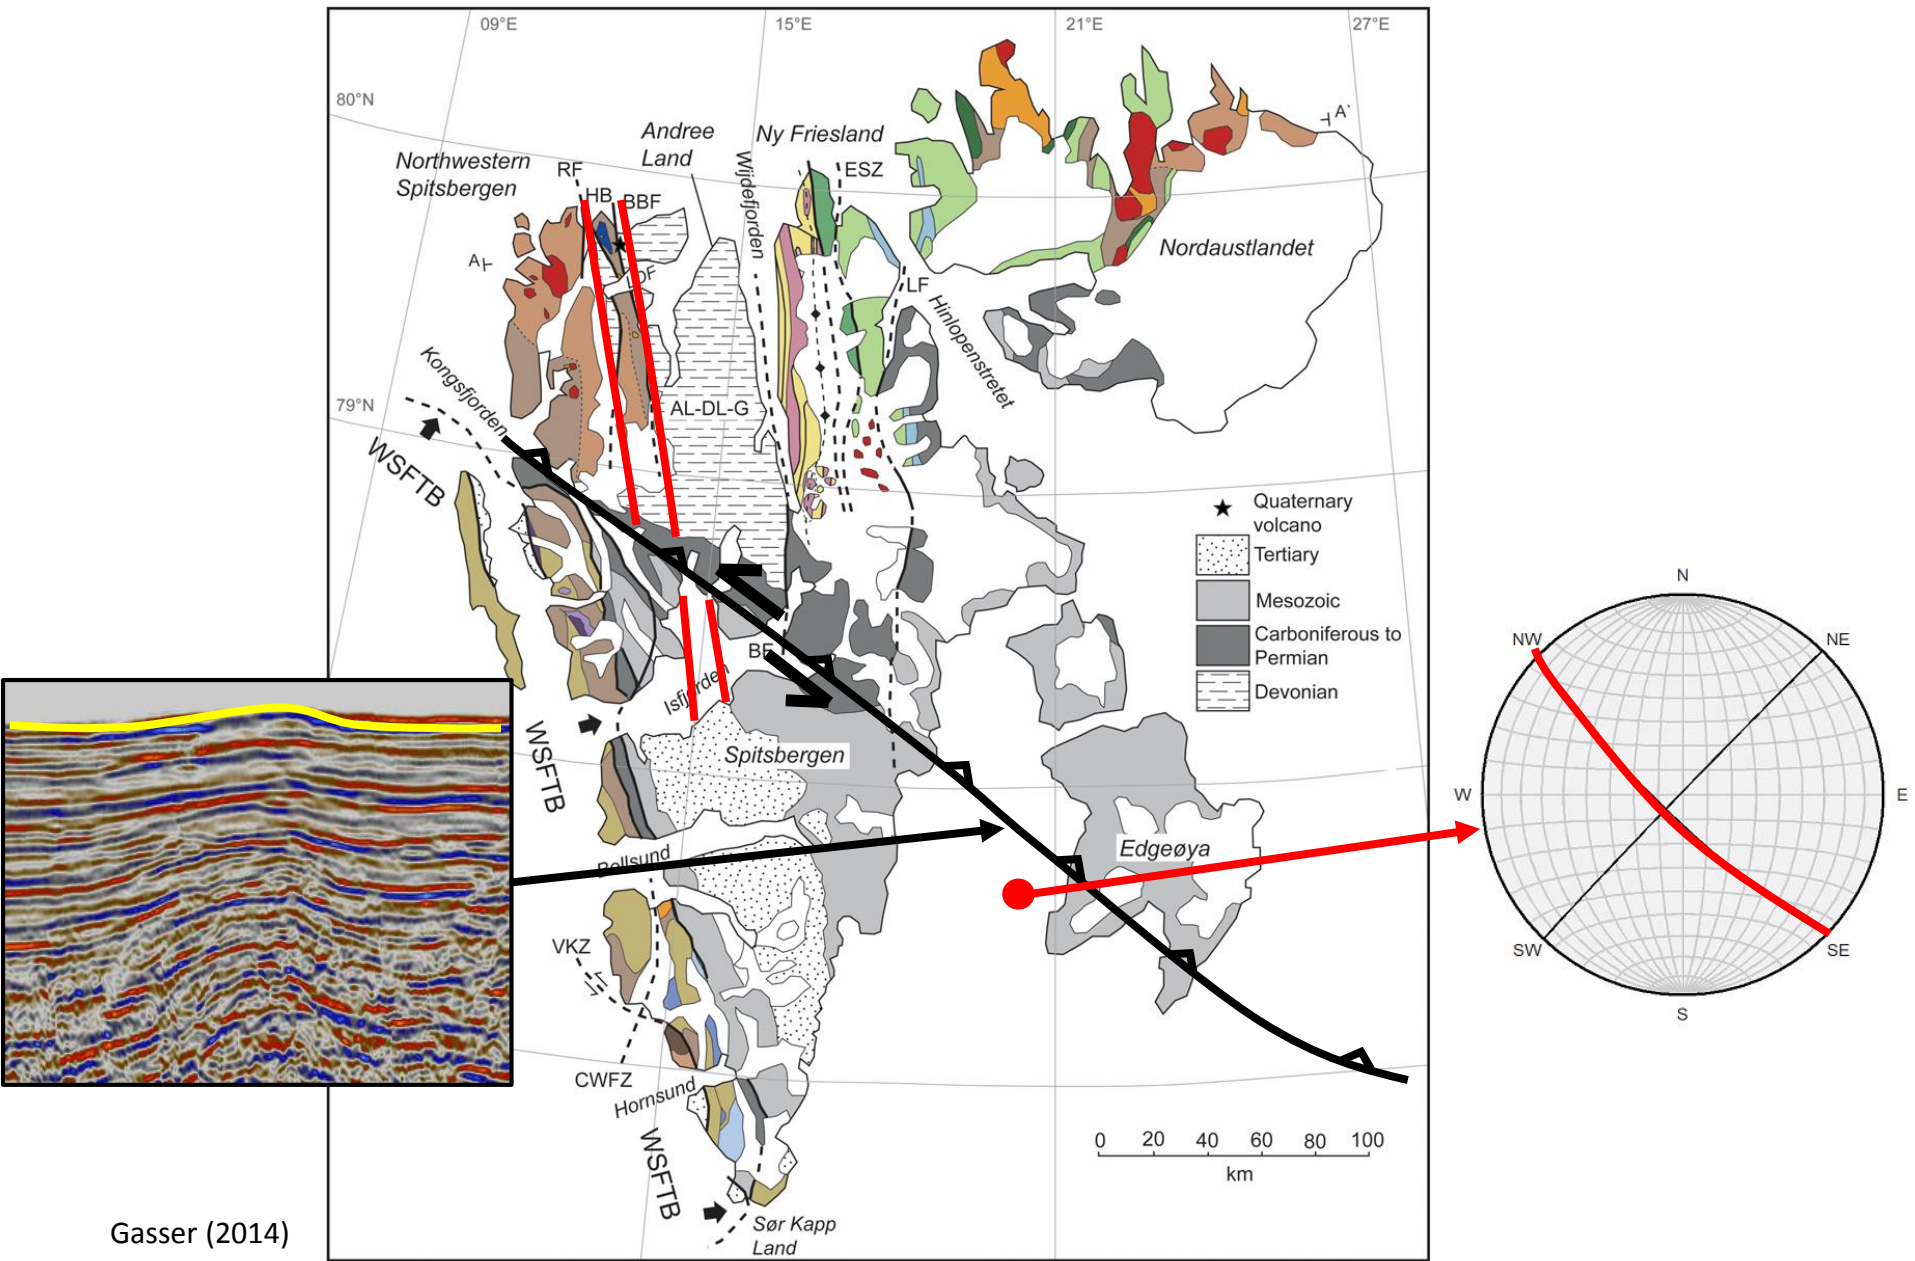 09°E
15°E
21°E
27°E
80°N
79°N
A
A'
Northwestern
Spitsbergen
RF
HB
BBF
Andree
Land
Wijdefjorden
Ny Friesland
ESZ
LF
Hinlopenstretet
Nordaustlandet
Kongsfjorden
WSFTB
AL-DL-G
Quaternary
volcano
Tertiary
Mesozoic
Carboniferous to
Permian
Devonian
Isfjorden
WSFTB
Spitsbergen
Edgeøya
Bellsund
VKZ
CWFZ
Hornsund
WSFTB
Sør Kapp
Land
0 20 40 60 80 100
km
N
NE
E
SE
S
SW
W
NW
Gasser (2014)